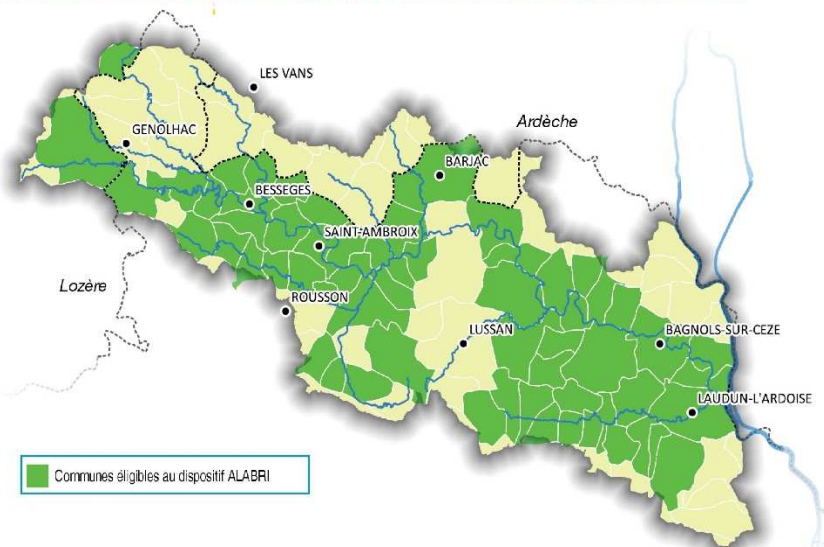 LES VANS
Ardèche
GENOLHAC
BARJAC
BESSEGES
SAINT-AMBROIX
Lozère
ROUSSON
LUSSAN
BAGNOLS-SUR-CEZE
LAUDUN-L'ARDOISE
Communes éligibles au dispositif ALABRI